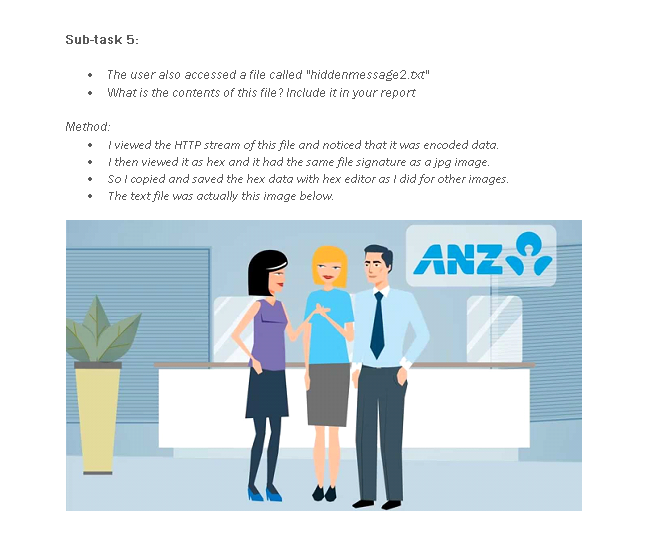 Sub-task 5:
• The user also accessed a file called "hiddenmessage2.txt"
• What is the contents of this file? Include it in your report
Method:
• I viewed the HTTP stream of this file and noticed that it was encoded data.
• I then viewed it as hex and it had the same file signature as a jpg image.
• So I copied and saved the hex data with hex editor as I did for other images.
• The text file was actually this image below.
ANZ